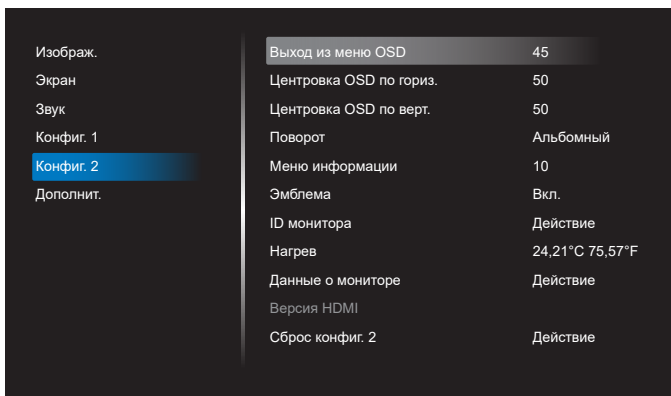 Изображ.
Экран
Звук
Конфиг. 1
Конфиг. 2
Дополнит.
Выход из меню OSD 45
Центровка OSD по гориз. 50
Центровка OSD по верт. 50
Поворот Альбомный
Меню информации 10
Эмблема Вкл.
ID монитора Действие
Нагрев 24,21°C 75,57°F
Данные о мониторе Действие
Версия HDMI
Сброс конфиг. 2 Действие